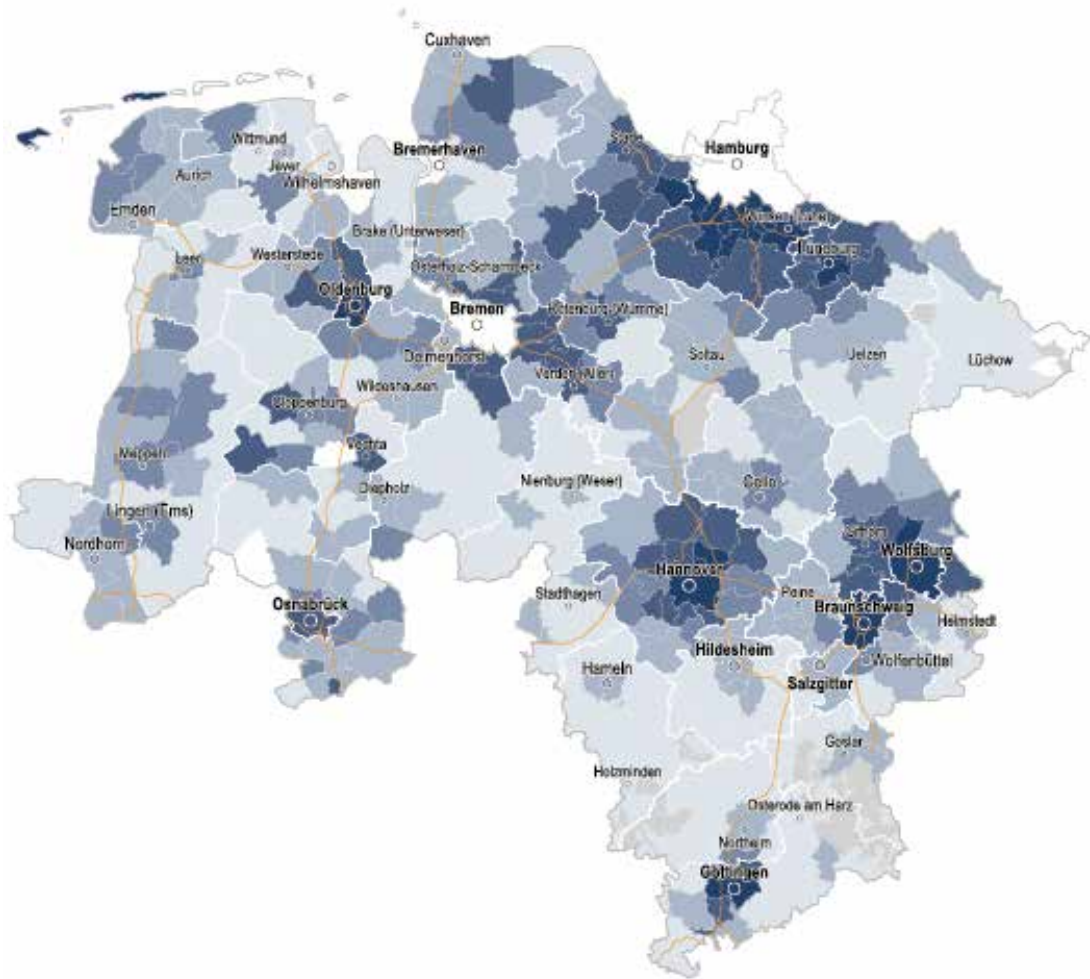 Cuxhaven
Hamburg
Stade
Wittmund
Bremerhaven
Jever
Aurich
Wilhelmshaven
Emden
Winsen (Luhe)
Brake (Unterweser)
Lüneburg
Westerstede
Leer
Osterholz-Scharmbeck
Oldenburg
Bremen
Rotenburg (Wümme)
Delmenhorst
Soltau
Uelzen
Lüchow
Verden (Aller)
Wildeshausen
Cloppenburg
Vechta
Meppen
Nienburg (Weser)
Celle
Diepholz
Lingen (Ems)
Gifhorn
Nordhorn
Wolfsburg
Hannover
Stadthagen
Peine
Osnabrück
Braunschweig
Helmstedt
Hildesheim
Wolfenbüttel
Hameln
Salzgitter
Goslar
Holzminden
Osterode am Harz
Northeim
Göttingen